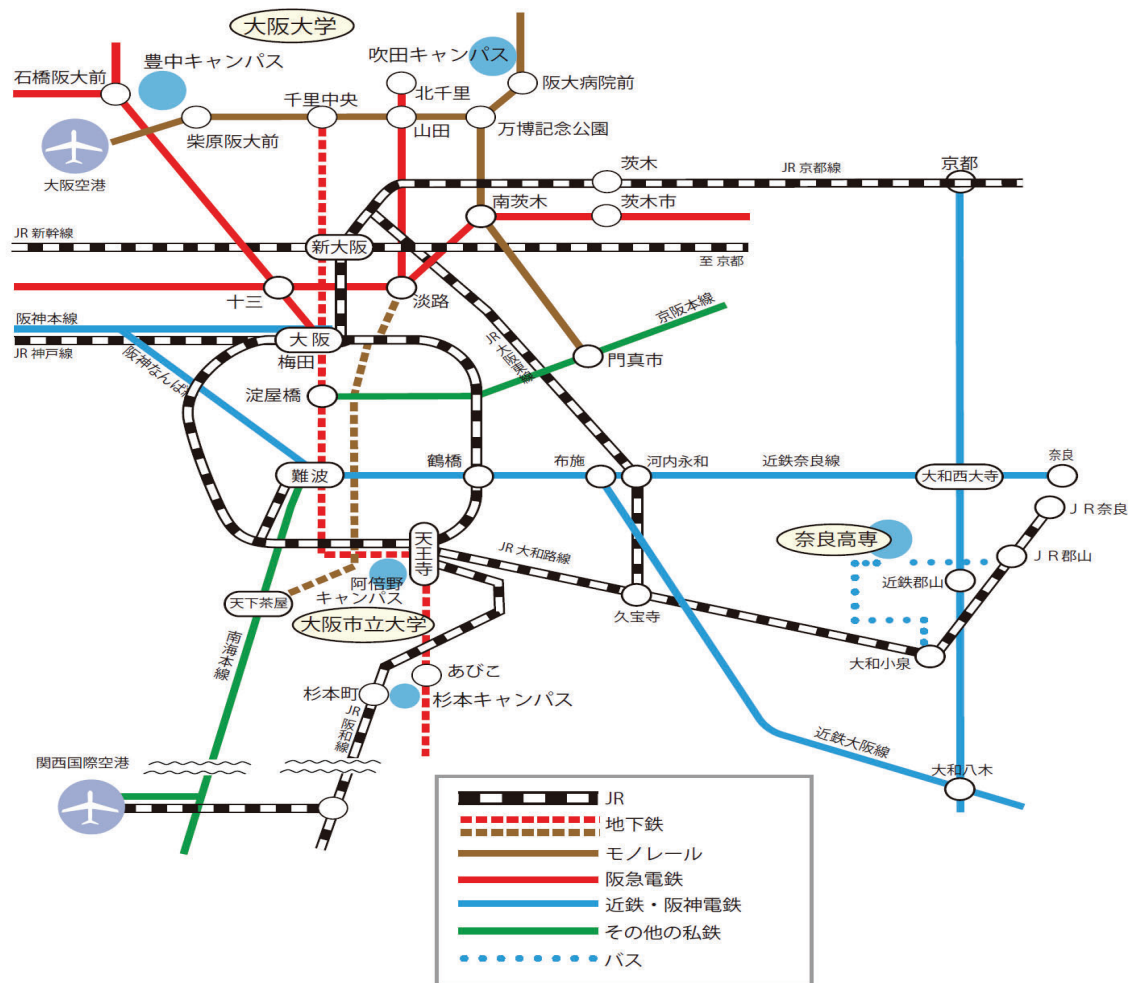 大阪大学
吹田キャンパス
豊中キャンパス
石橋阪大前
阪大病院前
北千里
千里中央
柴原阪大前
山田
万博記念公園
大阪空港
茨木
JR 京都線
京都
南茨木
茨木市
JR 新幹線
新大阪
至 京都
十三
淡路
阪神本線
京阪本線
大阪
JR 神戸線
梅田
阪神なんば線
JR 大阪東線
門真市
淀屋橋
難波
鶴橋
布施
河内永和
近鉄奈良線
大和西大寺
奈良
JR奈良
天王寺
JR 大和路線
奈良高専
JR郡山
近鉄郡山
阿倍野
キャンパス
天下茶屋
大阪市立大学
久宝寺
大和小泉
南海本線
あびこ
杉本町
杉本キャンパス
JR 阪和線
近鉄大阪線
関西国際空港
大和八木
JR
地下鉄
モノレール
阪急電鉄
近鉄・阪神電鉄
その他の私鉄
バス